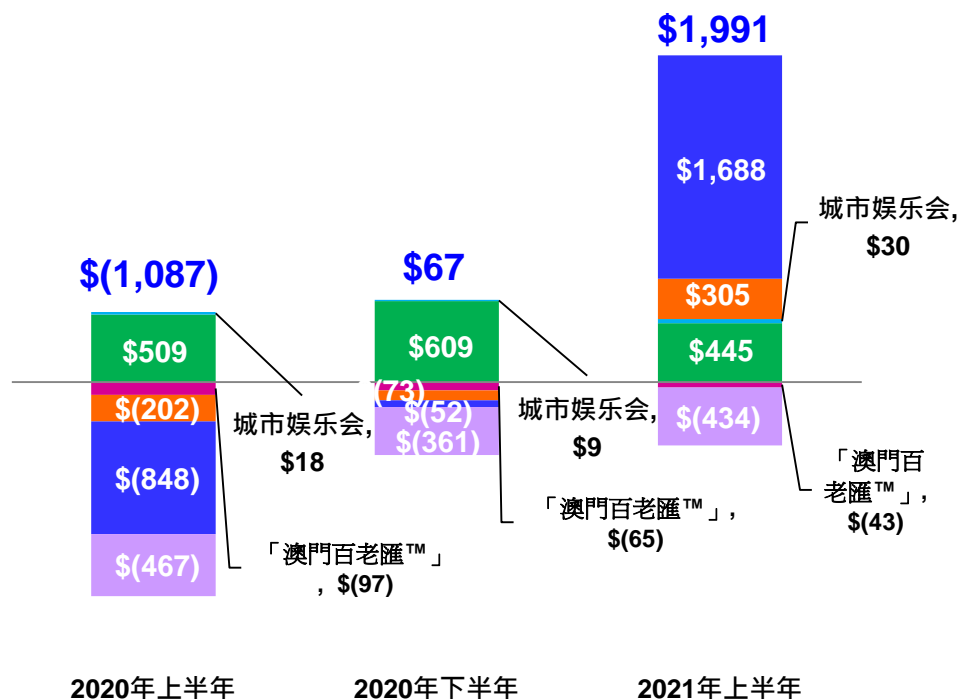 $1,991
$1,688
城市娱乐会,
$30
$(1,087)
$67
$305
$509
$609
$445
(73)
$(202)
$(52)
城市娱乐会,
$18
城市娱乐会,
$9
$(361)
$(434)
$(848)
「澳門百
老匯™」,
$(43)
「澳門百老匯™」,
$(65)
$(467)
「澳門百老匯™」
, $(97)
2020年上半年
2020年下半年
2021年上半年